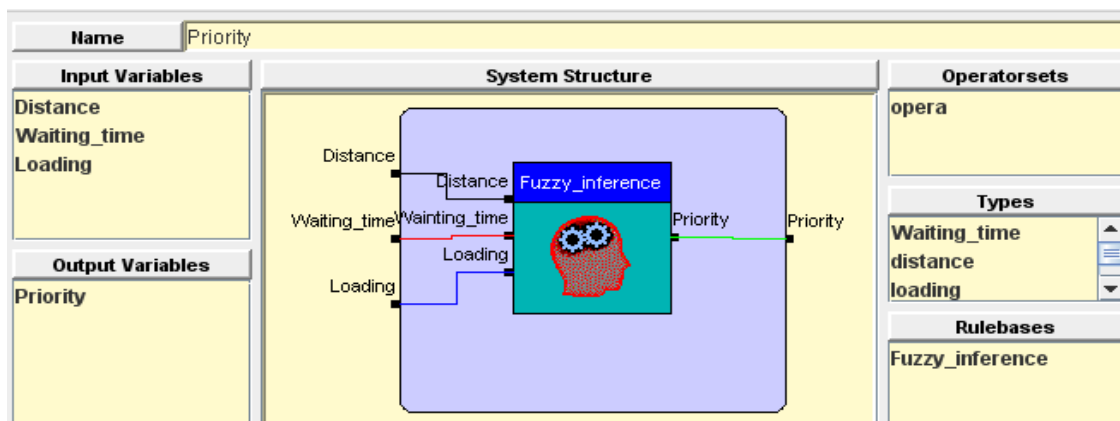 Name
Priority
Input Variables
Distance
Waiting_time
Loading
Output Variables
Priority
System Structure
Distance
Waiting_time
Loading
Distance
Wainting_time
Loading
Fuzzy_inference
Priority
Priority
Operatorsets
opera
Types
Waiting_time
distance
loading
Rulebases
Fuzzy_inference